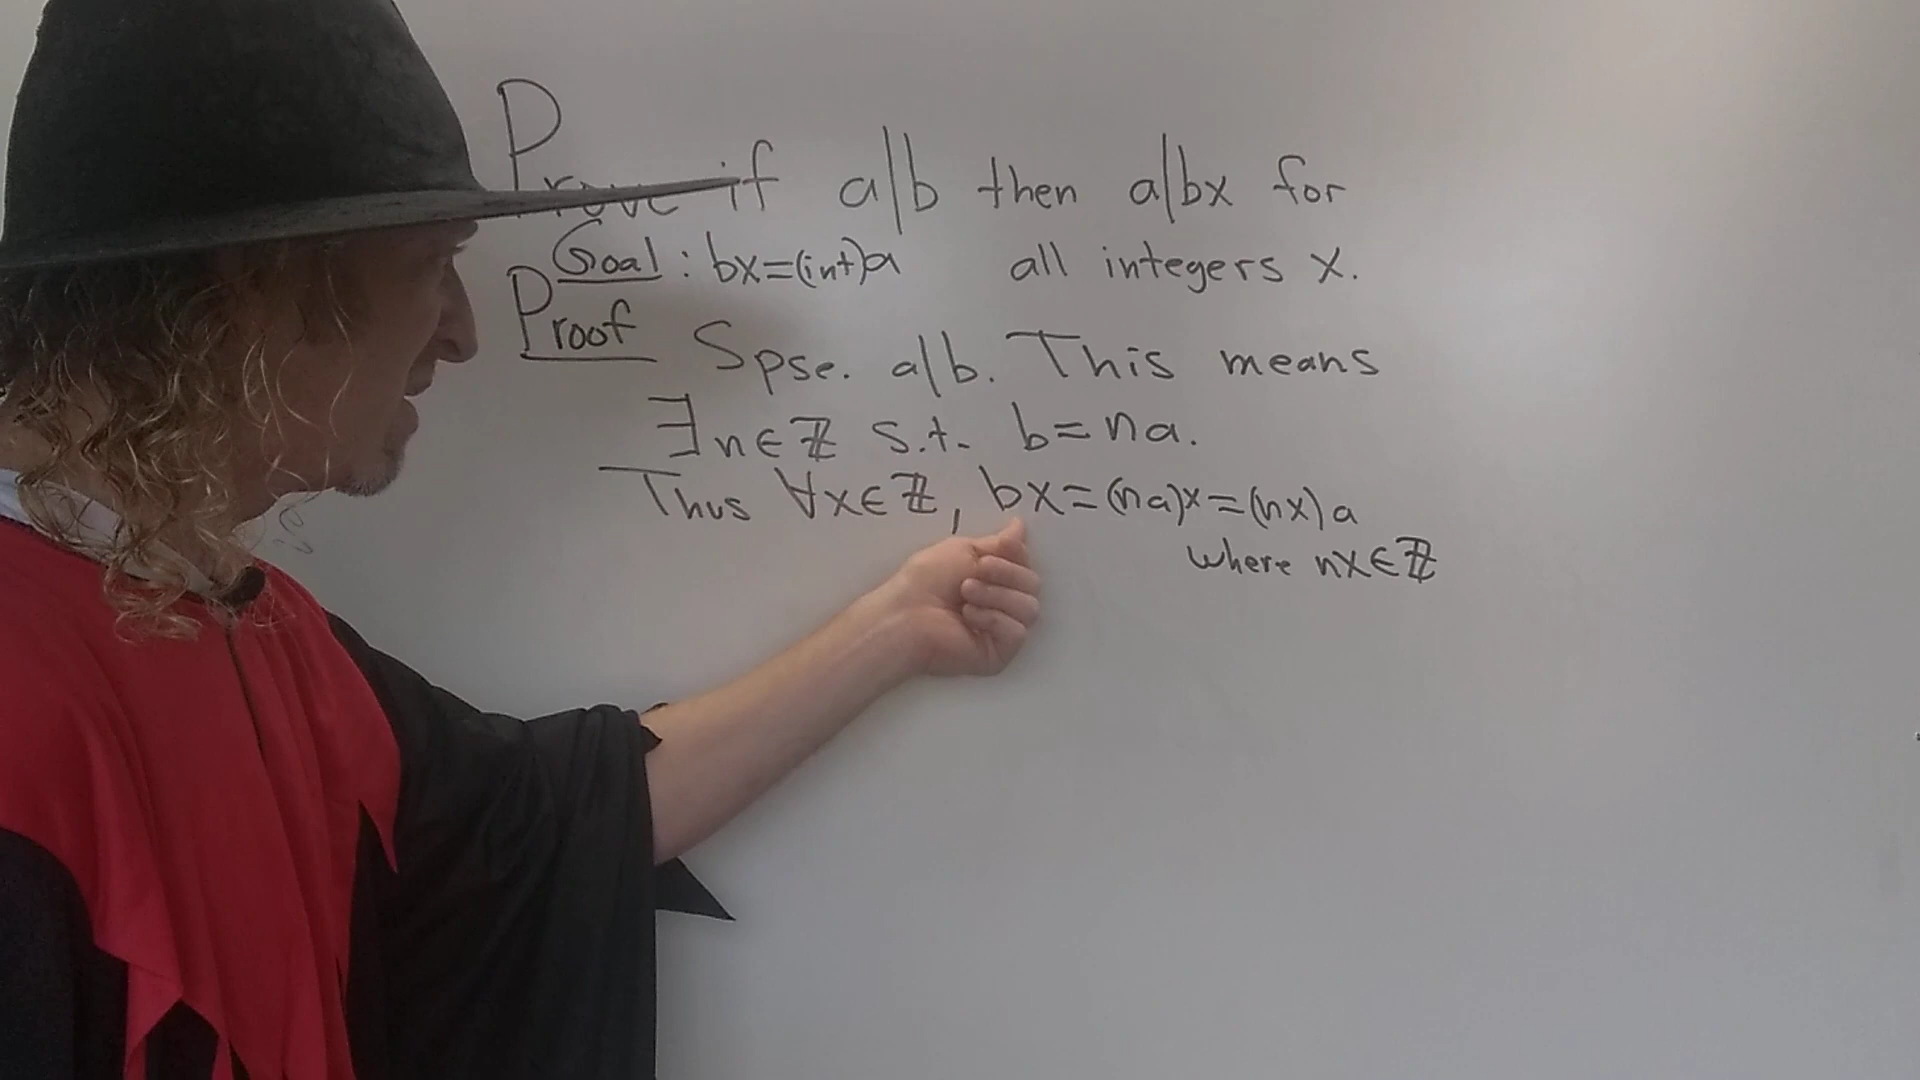 Prove if a|b then a|bx for
Goal: bx=(int)a all integers x.
Proof Spse. a|b. This means
∃n∈ℤ s.t. b=na.
Thus ∀x∈ℤ, bx=(na)x=(nx)a
where nx∈ℤ